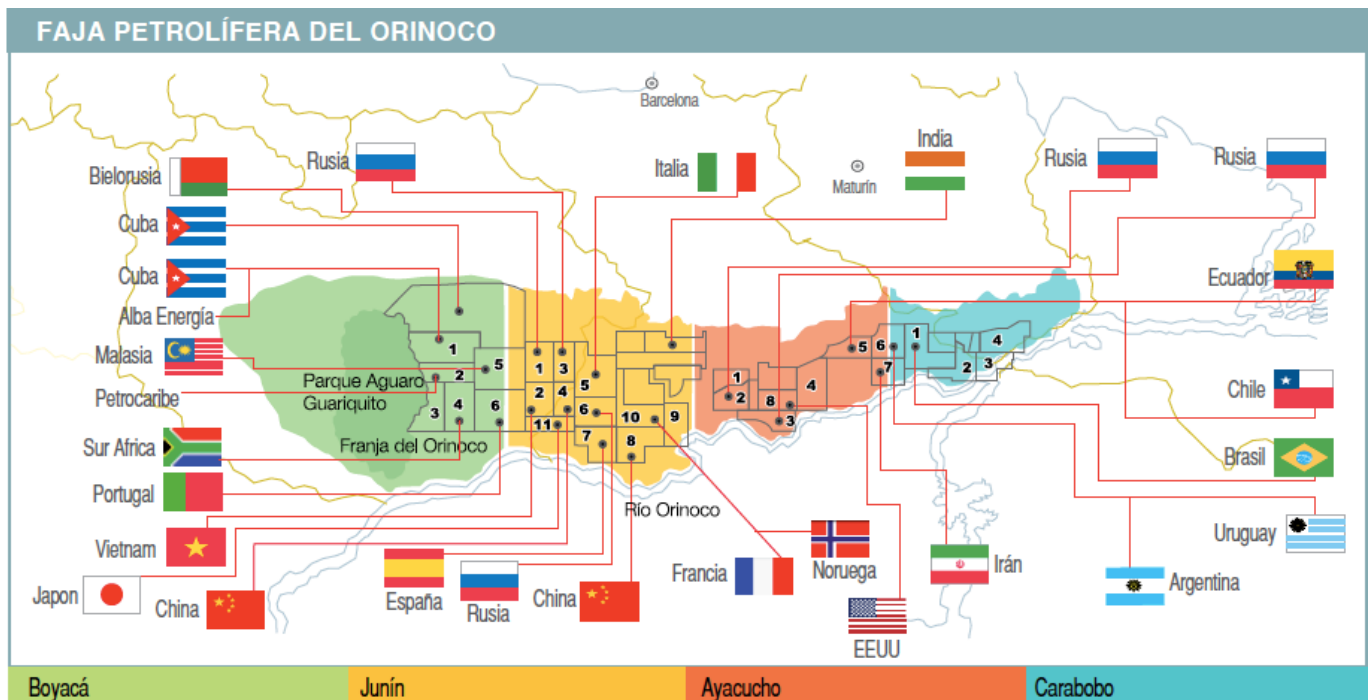 FAJA PETROLÍFERA DEL ORINOCO
Barcelona
Maturín
Bielorusia
Rusia
Italia
India
Rusia
Rusia
Cuba
Cuba
Alba Energía
Malasia
Petrocaribe
Sur Africa
Portugal
Vietnam
Japon
China
España
Rusia
China
Francia
Noruega
EEUU
Irán
Argentina
Uruguay
Brasil
Chile
Ecuador
Parque Aguaro
Guariquito
Franja del Orinoco
Río Orinoco
1
2
3
4
5
6
1
3
2
4
5
11
6
7
8
10
9
1
2
8
3
4
5
6
7
1
2
3
4
Boyacá
Junín
Ayacucho
Carabobo